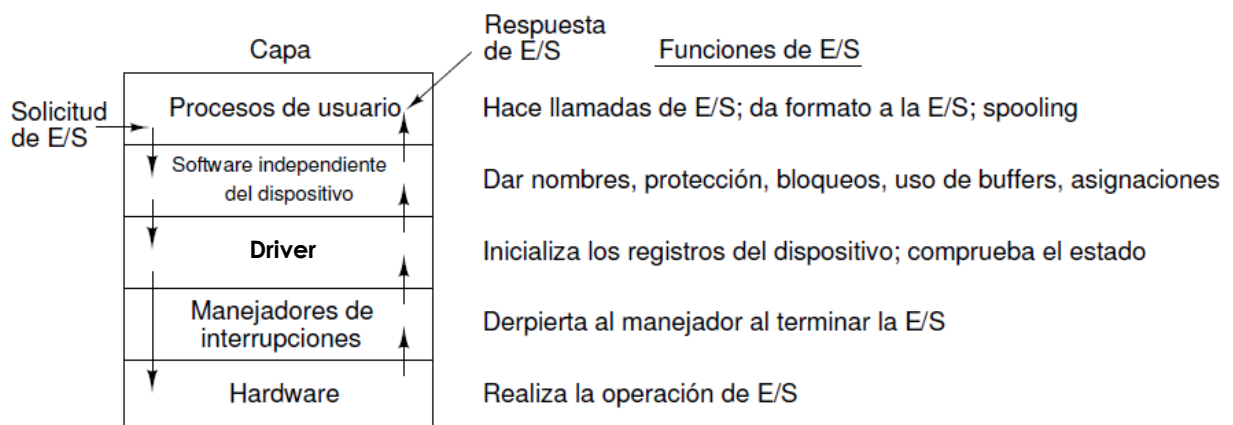 Capa
Respuesta
de E/S
Funciones de E/S
Solicitud
de E/S
Procesos de usuario
Hace llamadas de E/S; da formato a la E/S; spooling
Software independiente
del dispositivo
Dar nombres, protección, bloqueos, uso de buffers, asignaciones
Driver
Inicializa los registros del dispositivo; comprueba el estado
Manejadores de
interrupciones
Derpierta al manejador al terminar la E/S
Hardware
Realiza la operación de E/S